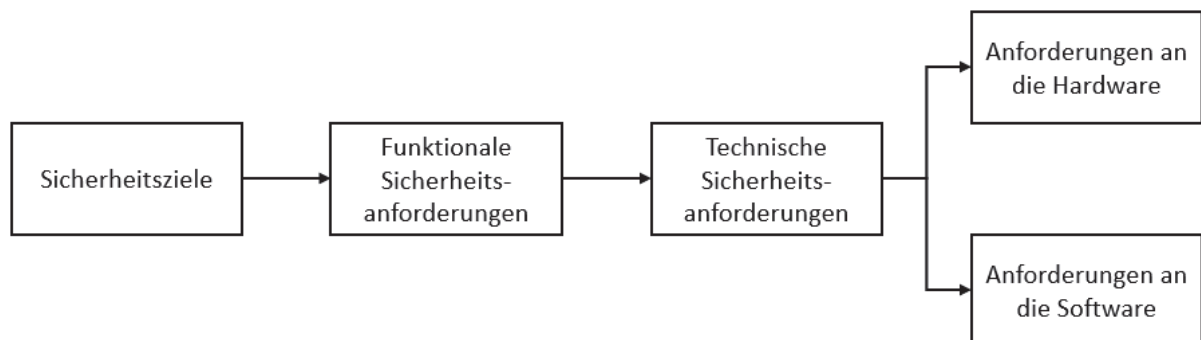 Sicherheitsziele
Funktionale
Sicherheits-
anforderungen
Technische
Sicherheits-
anforderungen
Anforderungen an
die Hardware
Anforderungen an
die Software